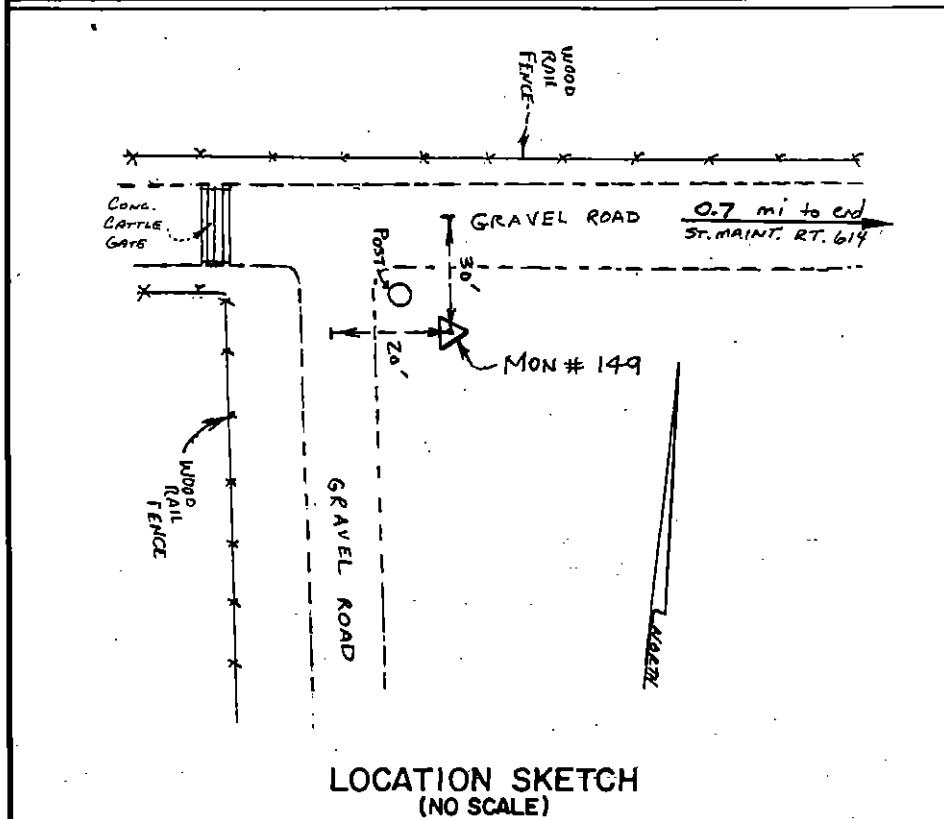 WOOD
RAIL
FENCE
CONC.
CATTLE
GATE
GRAVEL ROAD
0.7 mi to end
ST. MAINT. RT. 614
POST
30'
20'
MON # 149
WOOD
RAIL
FENCE
GRAVEL ROAD
NORTH
LOCATION SKETCH
(NO SCALE)